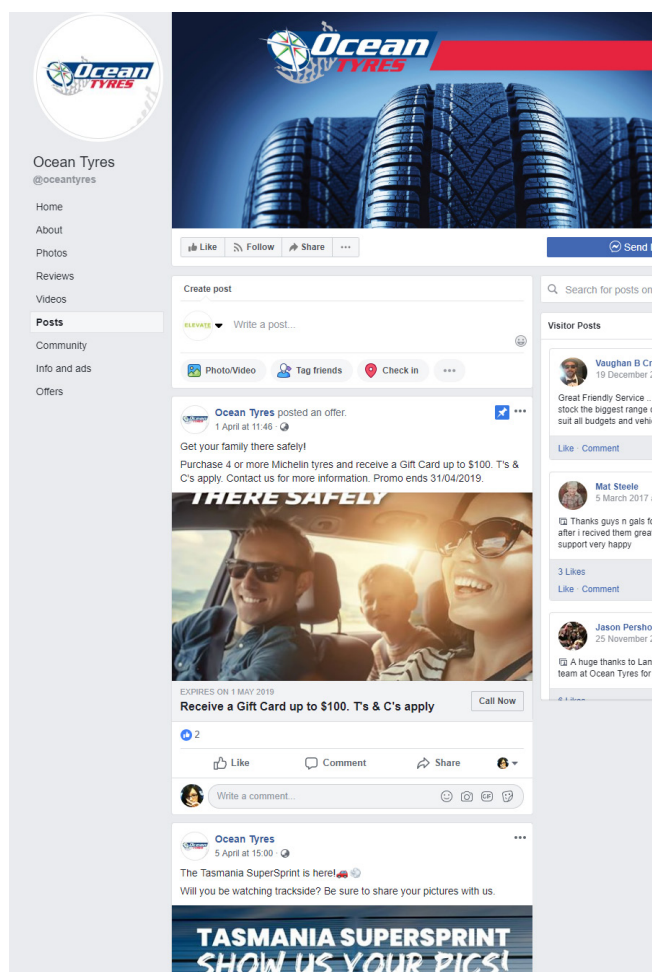 Ocean
TYRES
Ocean
TYRES
Ocean Tyres
@oceantyres
Home
About
Photos
Reviews
Videos
Posts
Community
Info and ads
Offers
Like
Follow
Share
Send
Create post
ELEVATE
Write a post...
Photo/Video
Tag friends
Check in
Ocean Tyres posted an offer.
1 April at 11:46
Get your family there safely!
Purchase 4 or more Michelin tyres and receive a Gift Card up to $100. T's &
C's apply. Contact us for more information. Promo ends 31/04/2019.
THERE SAFELY
EXPIRES ON 1 MAY 2019
Receive a Gift Card up to $100. T's & C's apply
Call Now
2
Like
Comment
Share
Write a comment...
GIF
Ocean Tyres
5 April at 15:00
The Tasmania SuperSprint is here!
Will you be watching trackside? Be sure to share your pictures with us.
TASMANIA SUPERSPRINT
SHOW US YOUR PICS!
Search for posts on
Visitor Posts
Vaughan B Cr
19 December 2
Great Friendly Service ..
stock the biggest range
suit all budgets and vehi
Like · Comment
Mat Steele
5 March 2017
Thanks guys n gals fo
after i recived them grea
support very happy
3 Likes
Like · Comment
Jason Persho
25 November 2
A huge thanks to Lan
team at Ocean Tyres for